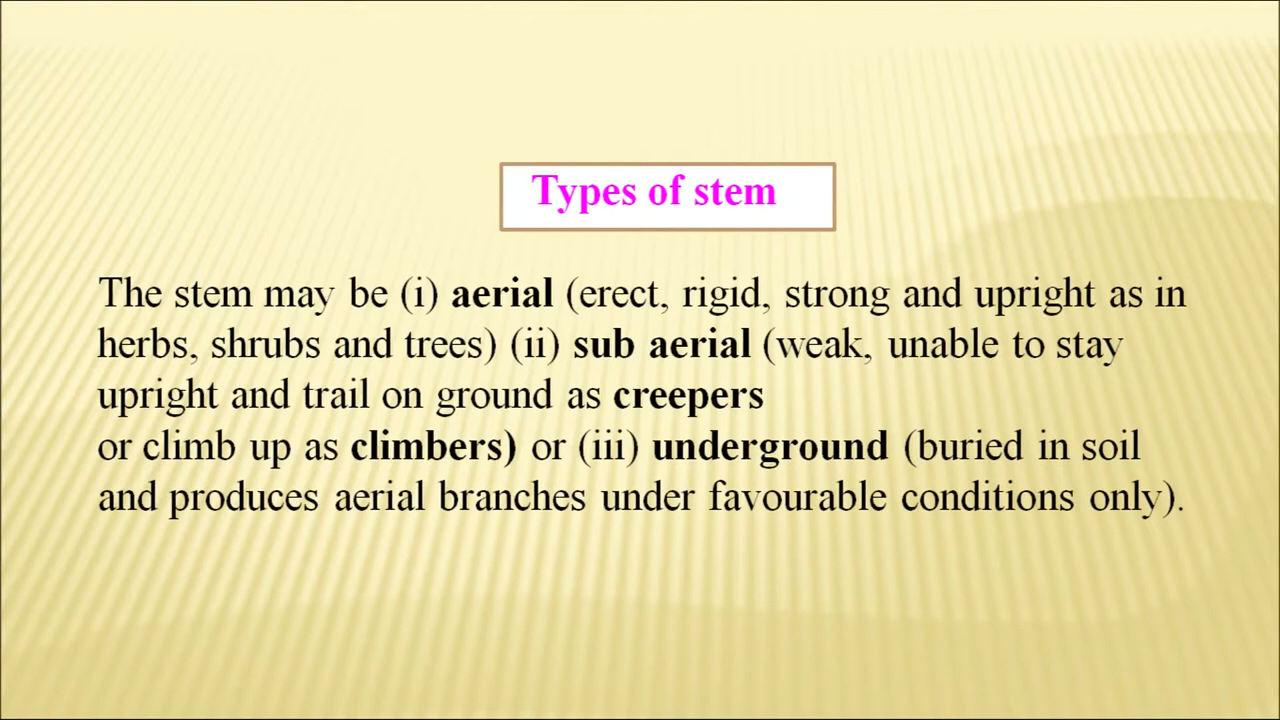 Types of stem
The stem may be (i) aerial (erect, rigid, strong and upright as in
herbs, shrubs and trees) (ii) sub aerial (weak, unable to stay
upright and trail on ground as creepers
or climb up as climbers) or (iii) underground (buried in soil
and produces aerial branches under favourable conditions only).